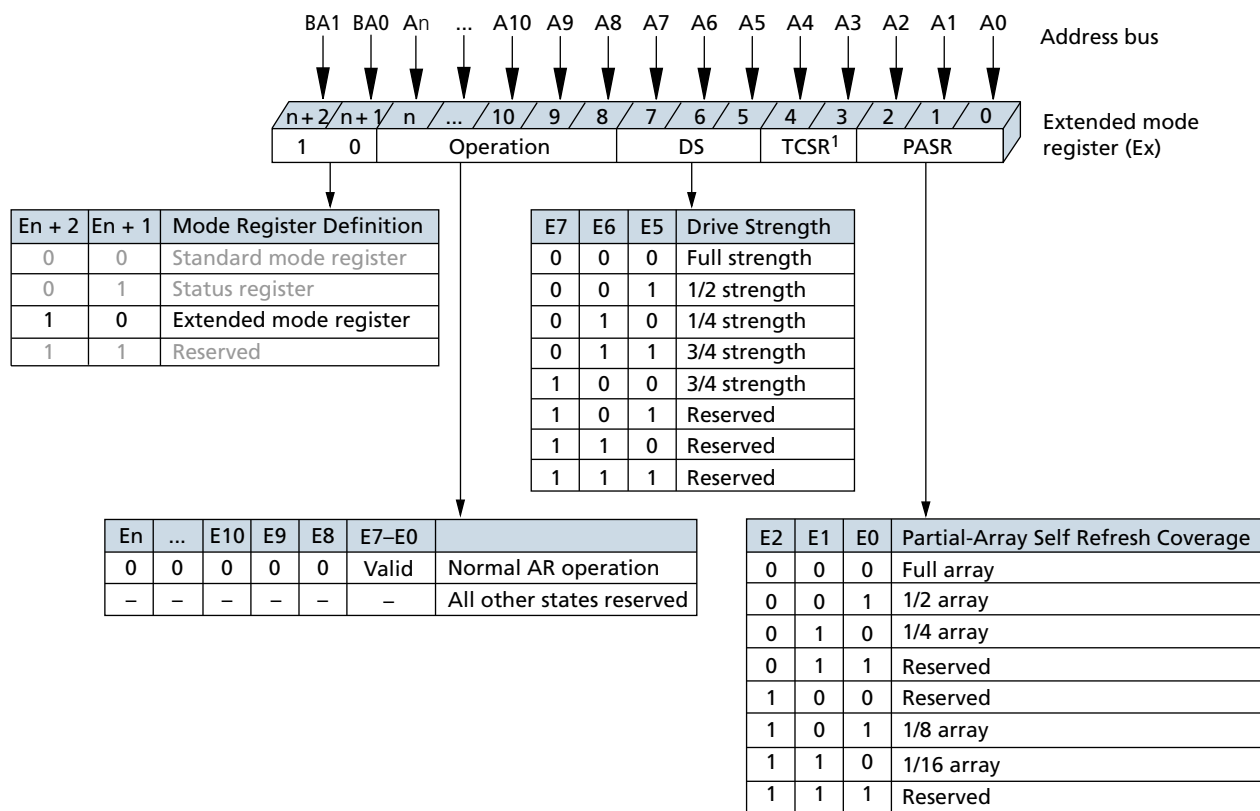 BA1 BA0 An ... A10 A9 A8 A7 A6 A5 A4 A3 A2 A1 A0 Address bus
n+2 n+1 n ... 10 9 8 7 6 5 4 3 2 1 0
1 0 Operation DS TCSR1 PASR
Extended mode
register (Ex)
En + 2 En + 1 Mode Register Definition
0 0 Standard mode register
0 1 Status register
1 0 Extended mode register
1 1 Reserved
E7 E6 E5 Drive Strength
0 0 0 Full strength
0 0 1 1/2 strength
0 1 0 1/4 strength
0 1 1 3/4 strength
1 0 0 3/4 strength
1 0 1 Reserved
1 1 0 Reserved
1 1 1 Reserved
En ... E10 E9 E8 E7–E0
0 0 0 0 0 Valid Normal AR operation
– – – – – – All other states reserved
E2 E1 E0 Partial-Array Self Refresh Coverage
0 0 0 Full array
0 0 1 1/2 array
0 1 0 1/4 array
0 1 1 Reserved
1 0 0 Reserved
1 0 1 1/8 array
1 1 0 1/16 array
1 1 1 Reserved